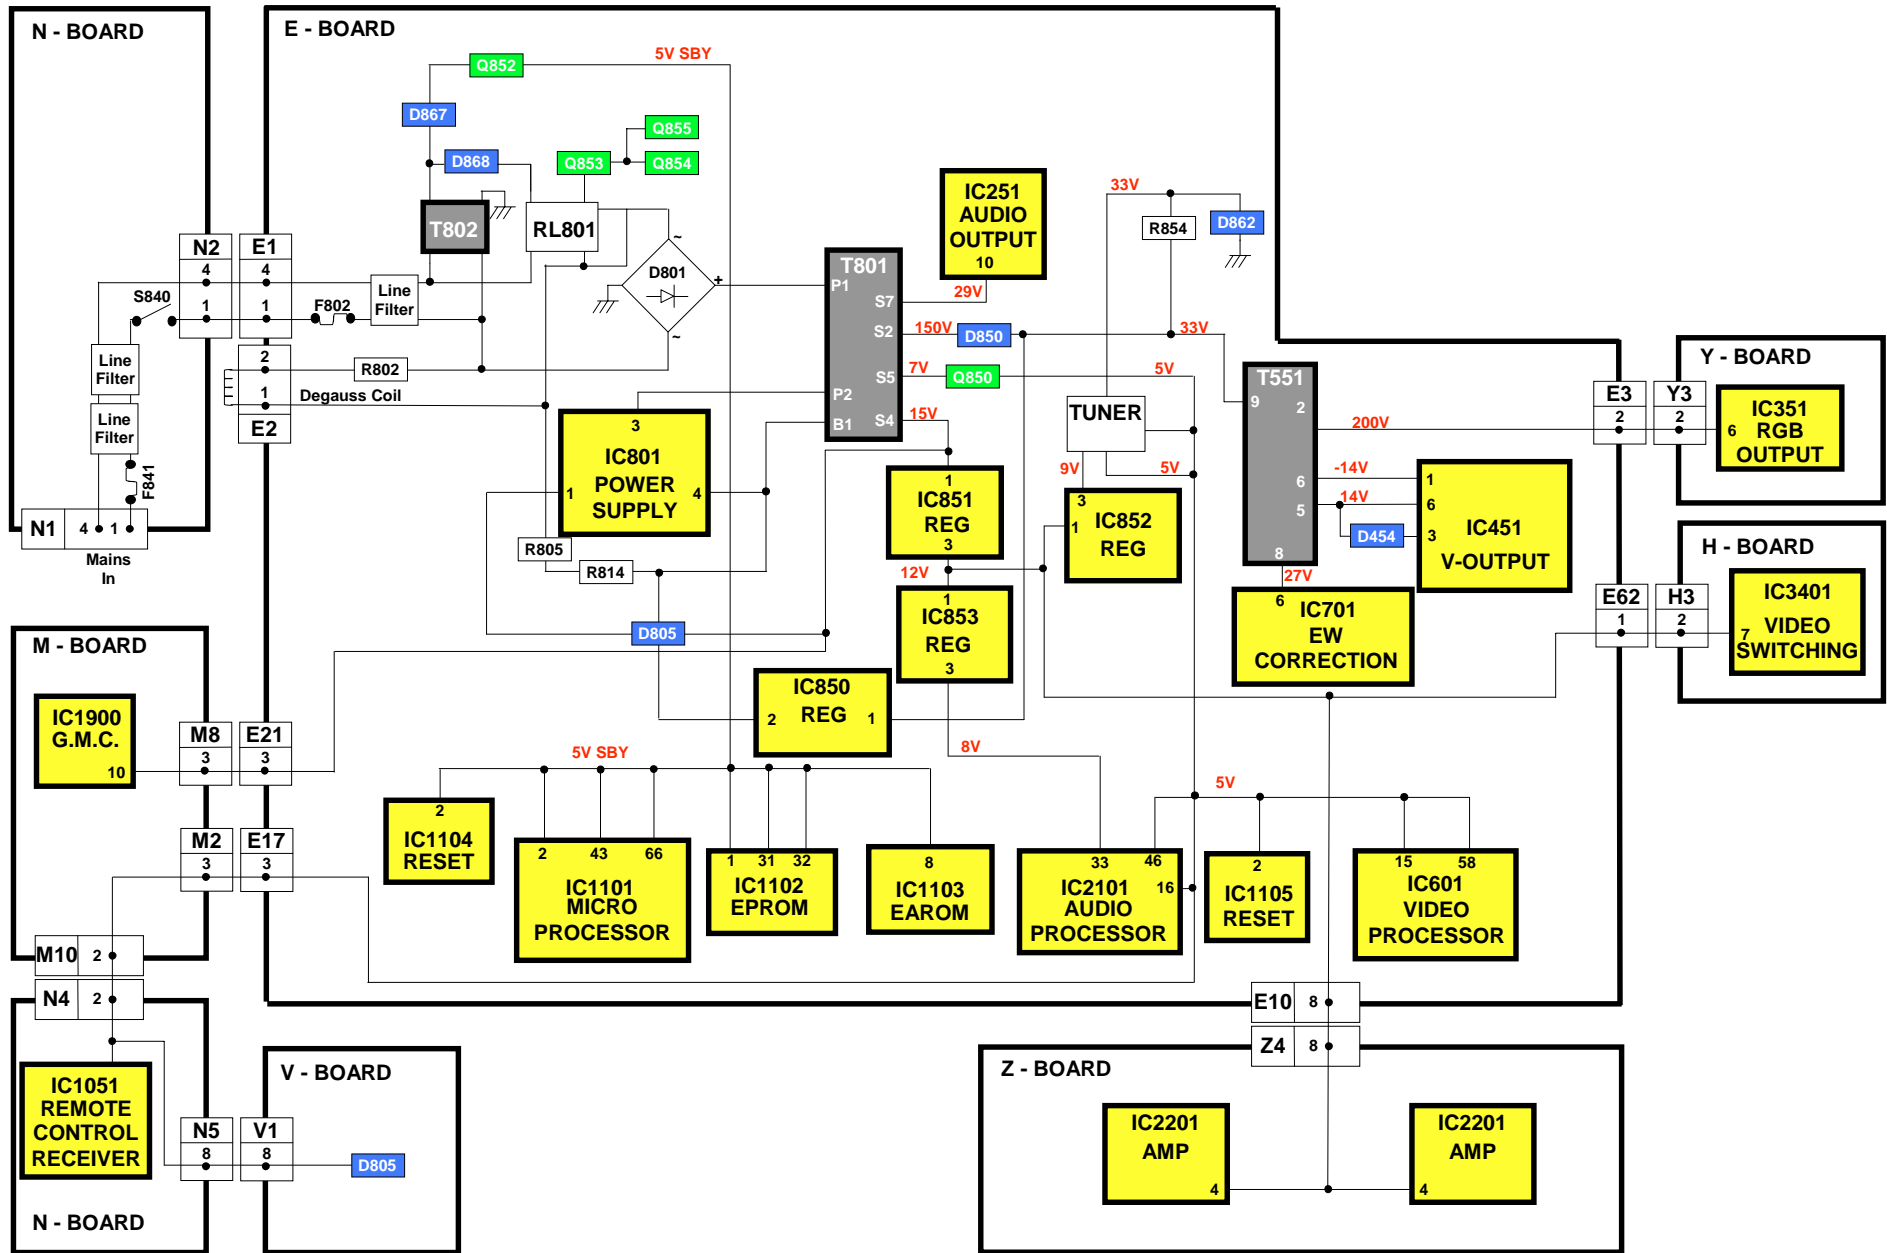 N - BOARD
E - BOARD
5V SBY
Q852
D867
Q855
D868
Q853
Q854
IC251
AUDIO
OUTPUT
10
33V
T802
RL801
R854
D862
N2
E1
4
4
~
D801
+
T801
P1
S7
29V
S840
1
1
F802
Line
Filter
S2
150V
D850
33V
~
Line
Filter
2
R802
S5
7V
Q850
5V
T551
Y - BOARD
1
Degauss Coil
P2
E2
B1
S4
15V
TUNER
9
2
E3
Y3
2
2
200V
IC351
RGB
OUTPUT
6
Line
Filter
F841
3
IC801
POWER
SUPPLY
1
4
1
IC851
REG
3
9V
5V
3
1
IC852
REG
6
-14V
1
5
14V
6
D454
3
IC451
V-OUTPUT
N1
4
1
Mains
In
R805
R814
12V
8
27V
H - BOARD
1
IC853
REG
3
6
IC701
EW
CORRECTION
E62
H3
1
2
IC3401
7
VIDEO
SWITCHING
M - BOARD
D805
IC850
REG
2
1
IC1900
G.M.C.
10
M8
E21
3
3
5V SBY
8V
5V
2
IC1104
RESET
M2
E17
3
3
2
43
66
IC1101
MICRO
PROCESSOR
1
31
32
IC1102
EPROM
8
IC1103
EAROM
33
46
16
IC2101
AUDIO
PROCESSOR
2
IC1105
RESET
15
58
IC601
VIDEO
PROCESSOR
M10
2
N4
2
E10
8
Z4
8
IC1051
REMOTE
CONTROL
RECEIVER
V - BOARD
Z - BOARD
N5
V1
8
8
D805
IC2201
AMP
4
IC2201
AMP
4
N - BOARD